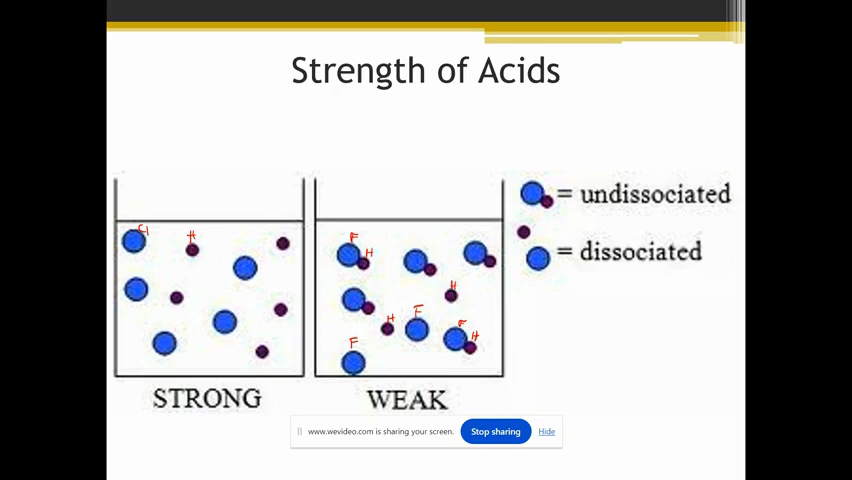 Strength of Acids
Cl H
F H
H
H F F H
F
= undissociated
= dissociated
STRONG WEAK
www.wevideo.com is sharing your screen. Stop sharing Hide